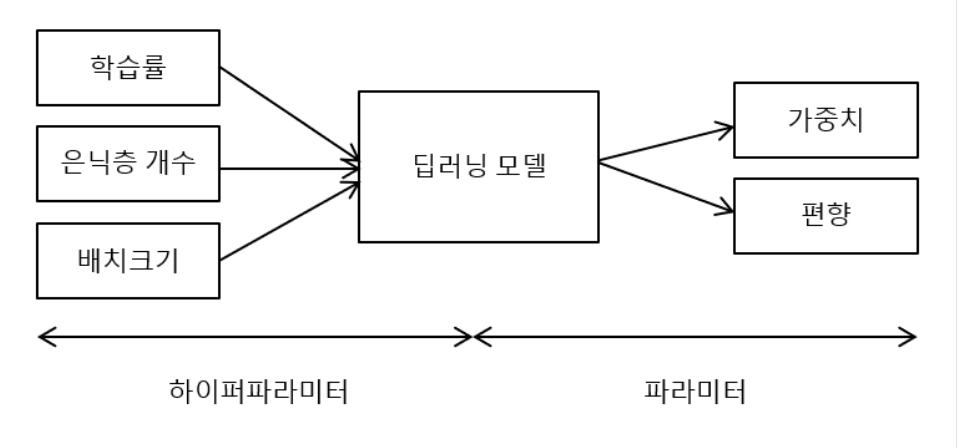 학습률
은닉층 개수
배치크기
딥러닝 모델
가중치
편향
하이퍼파라미터
파라미터